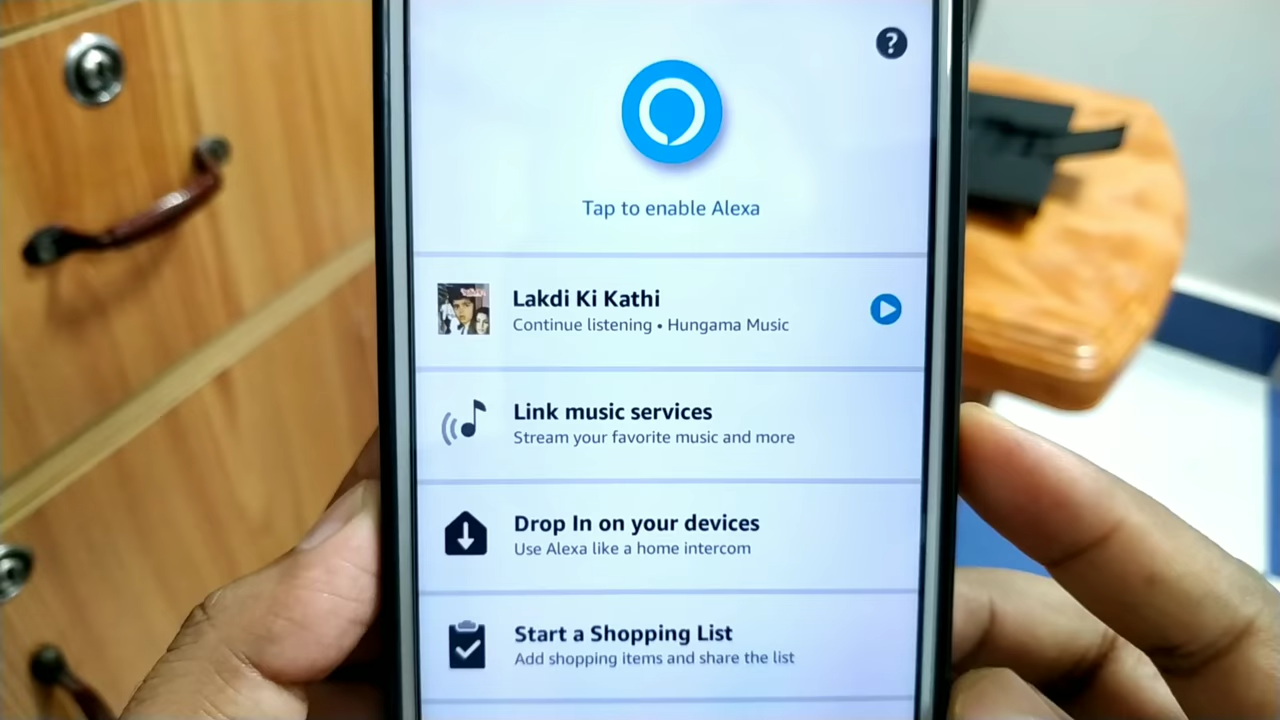 ?
Tap to enable Alexa
Lakdi Ki Kathi
Continue listening • Hungama Music
Link music services
Stream your favorite music and more
Drop In on your devices
Use Alexa like a home intercom
Start a Shopping List
Add shopping items and share the list